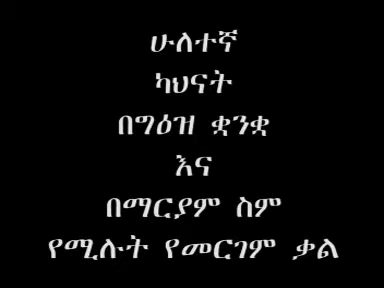 ሁለተኛ
ካህናት
በግዕዝ ቋንቋ
እና
በማርያም ስም
የሚሉት የመርገም ቃል